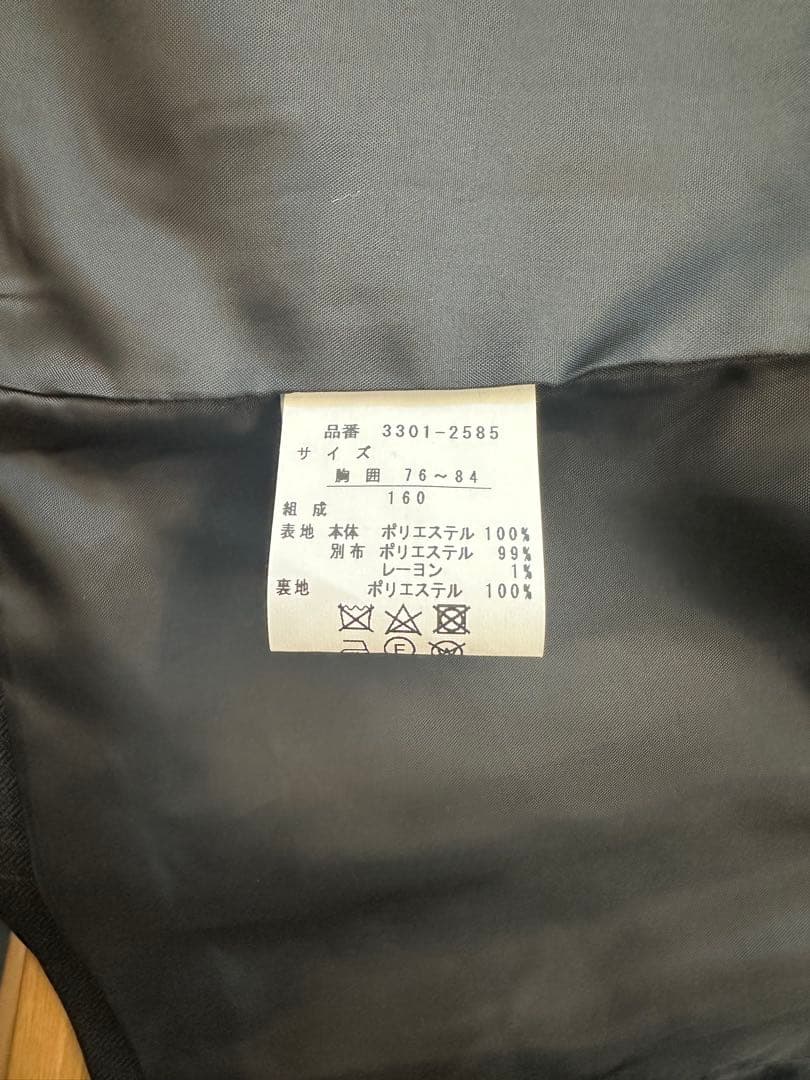 品番 3301-2585
サイズ
胸囲 76～84
160
組成
表地 本体 ポリエステル 100%
別布 ポリエステル 99%
レーヨン 1%
裏地 ポリエステル 100%
F
W